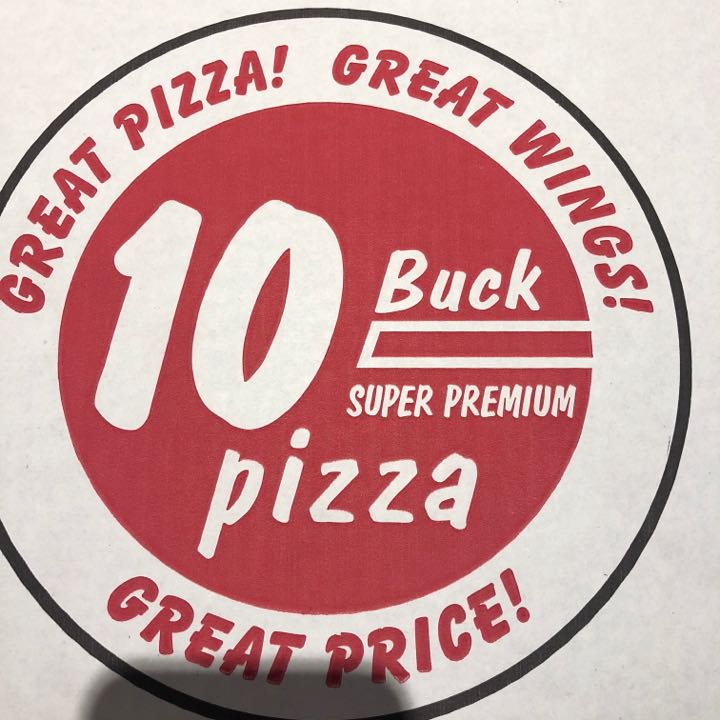 GREAT PIZZA! GREAT WINGS!
10 Buck
SUPER PREMIUM
pizza
GREAT PRICE!